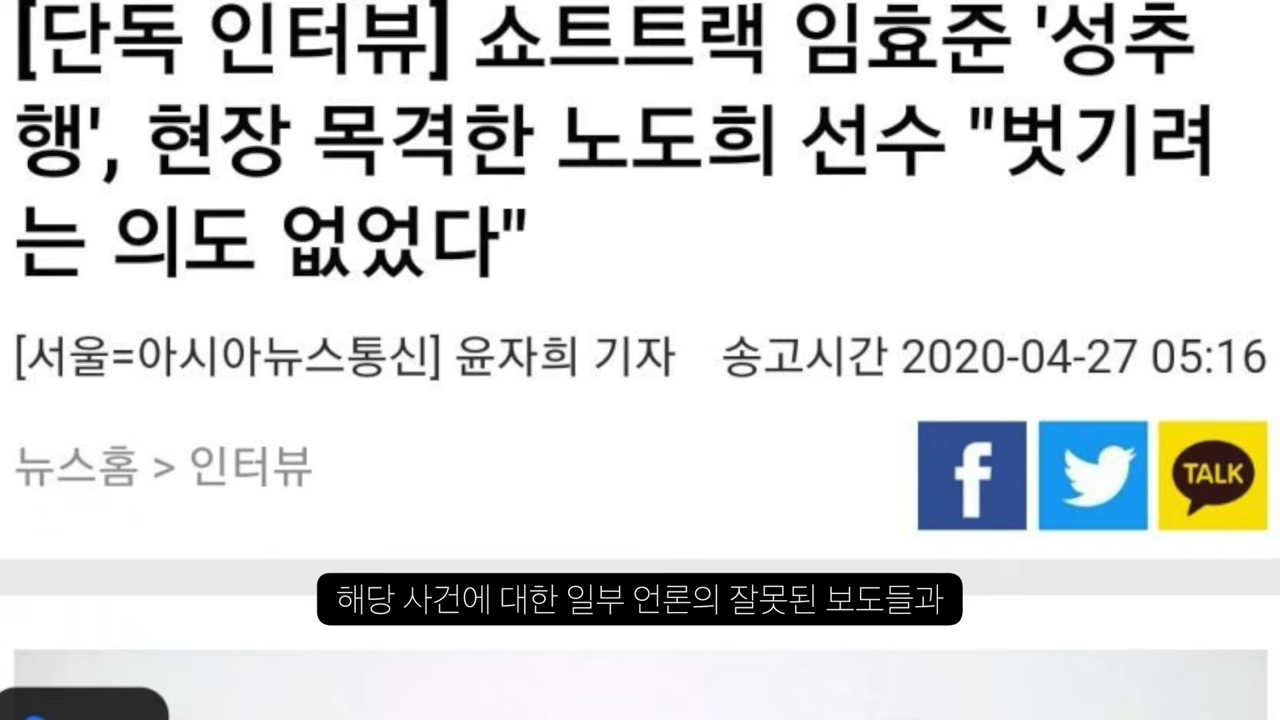 [단독 인터뷰] 쇼트트랙 임효준 '성추
행', 현장 목격한 노도희 선수 "벗기려
는 의도 없었다"
[서울=아시아뉴스통신] 윤자희 기자 송고시간 2020-04-27 05:16
뉴스홈 > 인터뷰
f
TALK
해당 사건에 대한 일부 언론의 잘못된 보도들과